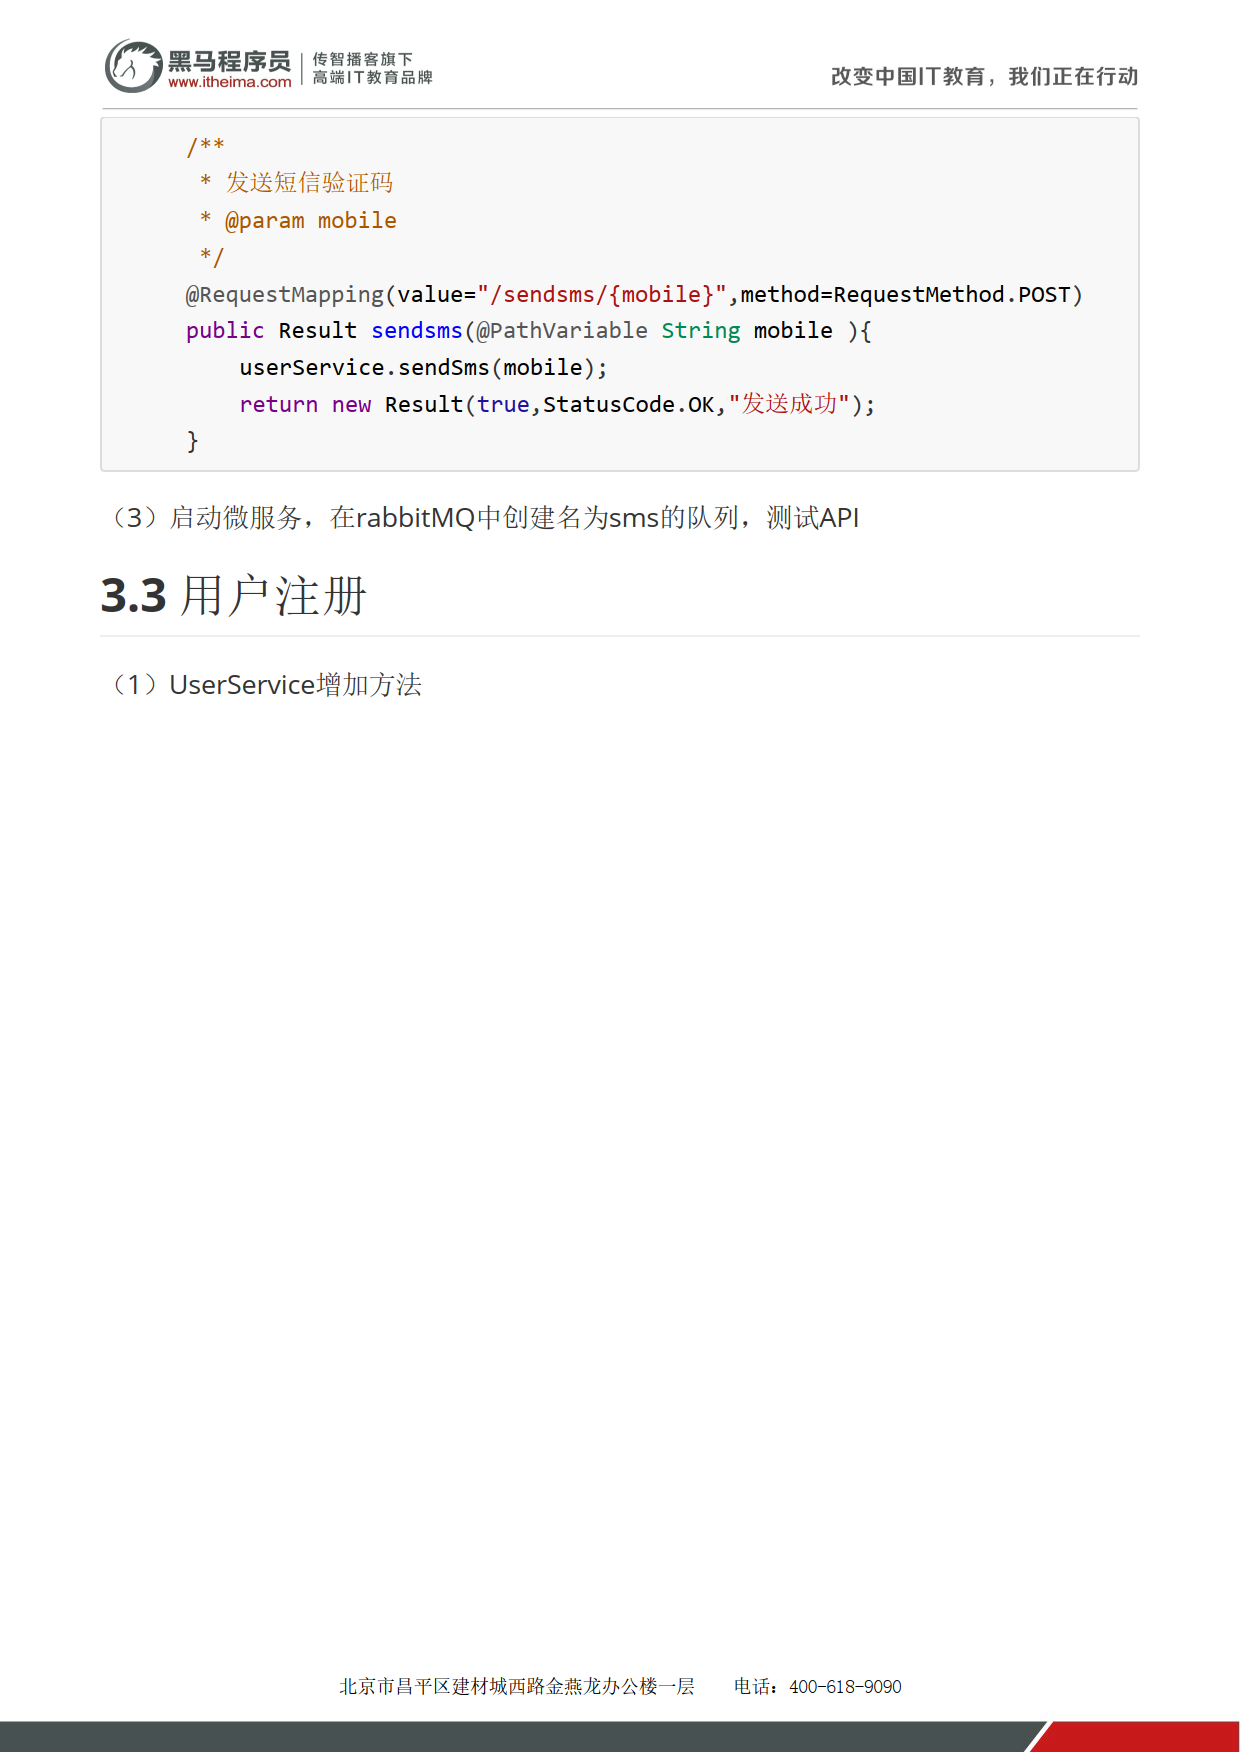 黑马程序员
www.itheima.com
传智播客旗下
高端IT教育品牌
改变中国IT教育，我们正在行动
/**
 * 发送短信验证码
 * @param mobile
 */
@RequestMapping(value="/sendsms/{mobile}",method=RequestMethod.POST)
public Result sendsms(@PathVariable String mobile ){
    userService.sendSms(mobile);
    return new Result(true,StatusCode.OK,"发送成功");
}
（3）启动微服务，在rabbitMQ中创建名为sms的队列，测试API
3.3 用户注册
（1）UserService增加方法
北京市昌平区建材城西路金燕龙办公楼一层 电话：400-618-9090